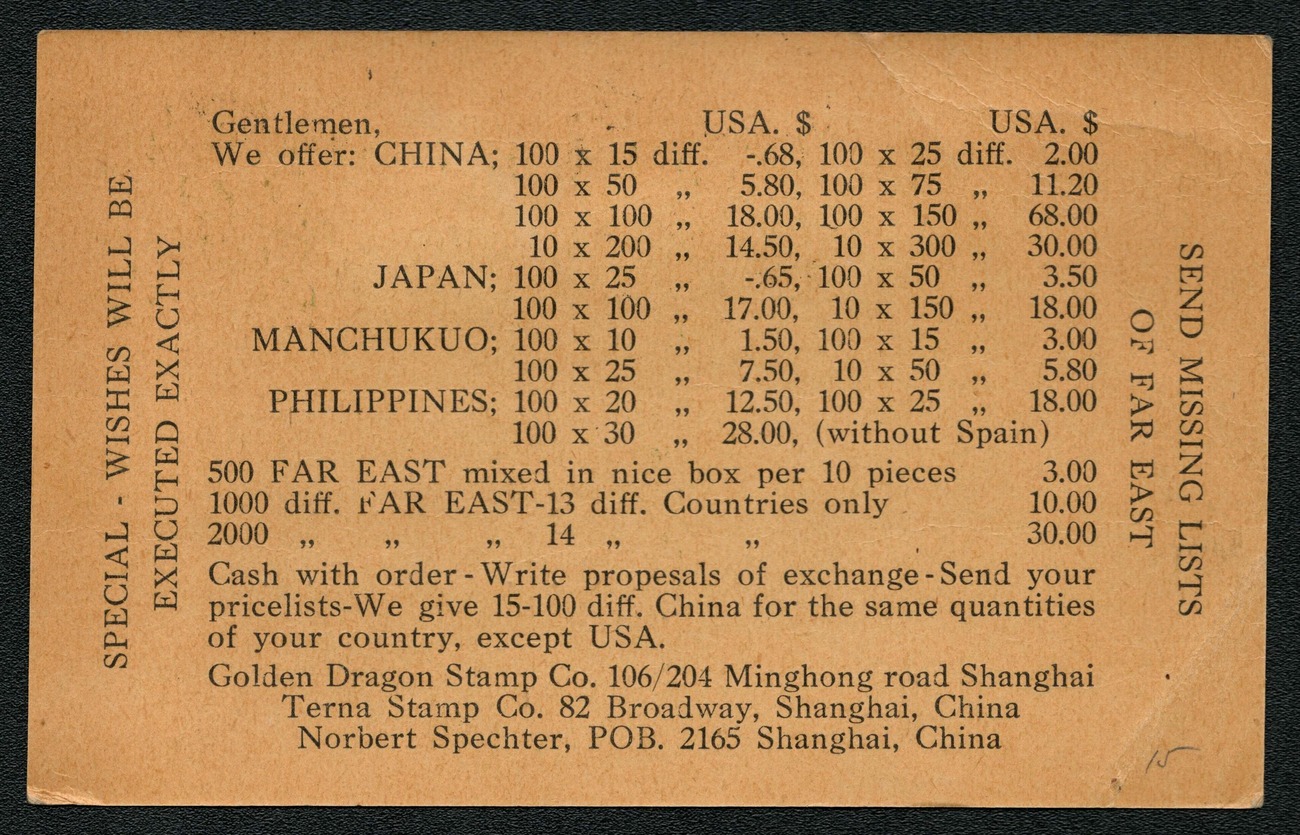 Gentlemen, USA. $ USA. $
We offer: CHINA; 100 x 15 diff. -.68, 100 x 25 diff. 2.00
100 x 50 „ 5.80, 100 x 75 „ 11.20
100 x 100 „ 18.00, 100 x 150 „ 68.00
10 x 200 „ 14.50, 10 x 300 „ 30.00
JAPAN; 100 x 25 „ -.65, 100 x 50 „ 3.50
100 x 100 „ 17.00, 10 x 150 „ 18.00
MANCHUKUO; 100 x 10 „ 1.50, 100 x 15 „ 3.00
100 x 25 „ 7.50, 10 x 50 „ 5.80
PHILIPPINES; 100 x 20 „ 12.50, 100 x 25 „ 18.00
100 x 30 „ 28.00, (without Spain)
500 FAR EAST mixed in nice box per 10 pieces 3.00
1000 diff. FAR EAST-13 diff. Countries only 10.00
2000 „ „ „ 14 „ „ 30.00
Cash with order - Write propesals of exchange - Send your
pricelists-We give 15-100 diff. China for the same quantities
of your country, except USA.
Golden Dragon Stamp Co. 106/204 Minghong road Shanghai
Terna Stamp Co. 82 Broadway, Shanghai, China
Norbert Spechter, POB. 2165 Shanghai, China
SPECIAL - WISHES WILL BE
EXECUTED EXACTLY
SEND MISSING LISTS
OF FAR EAST
15